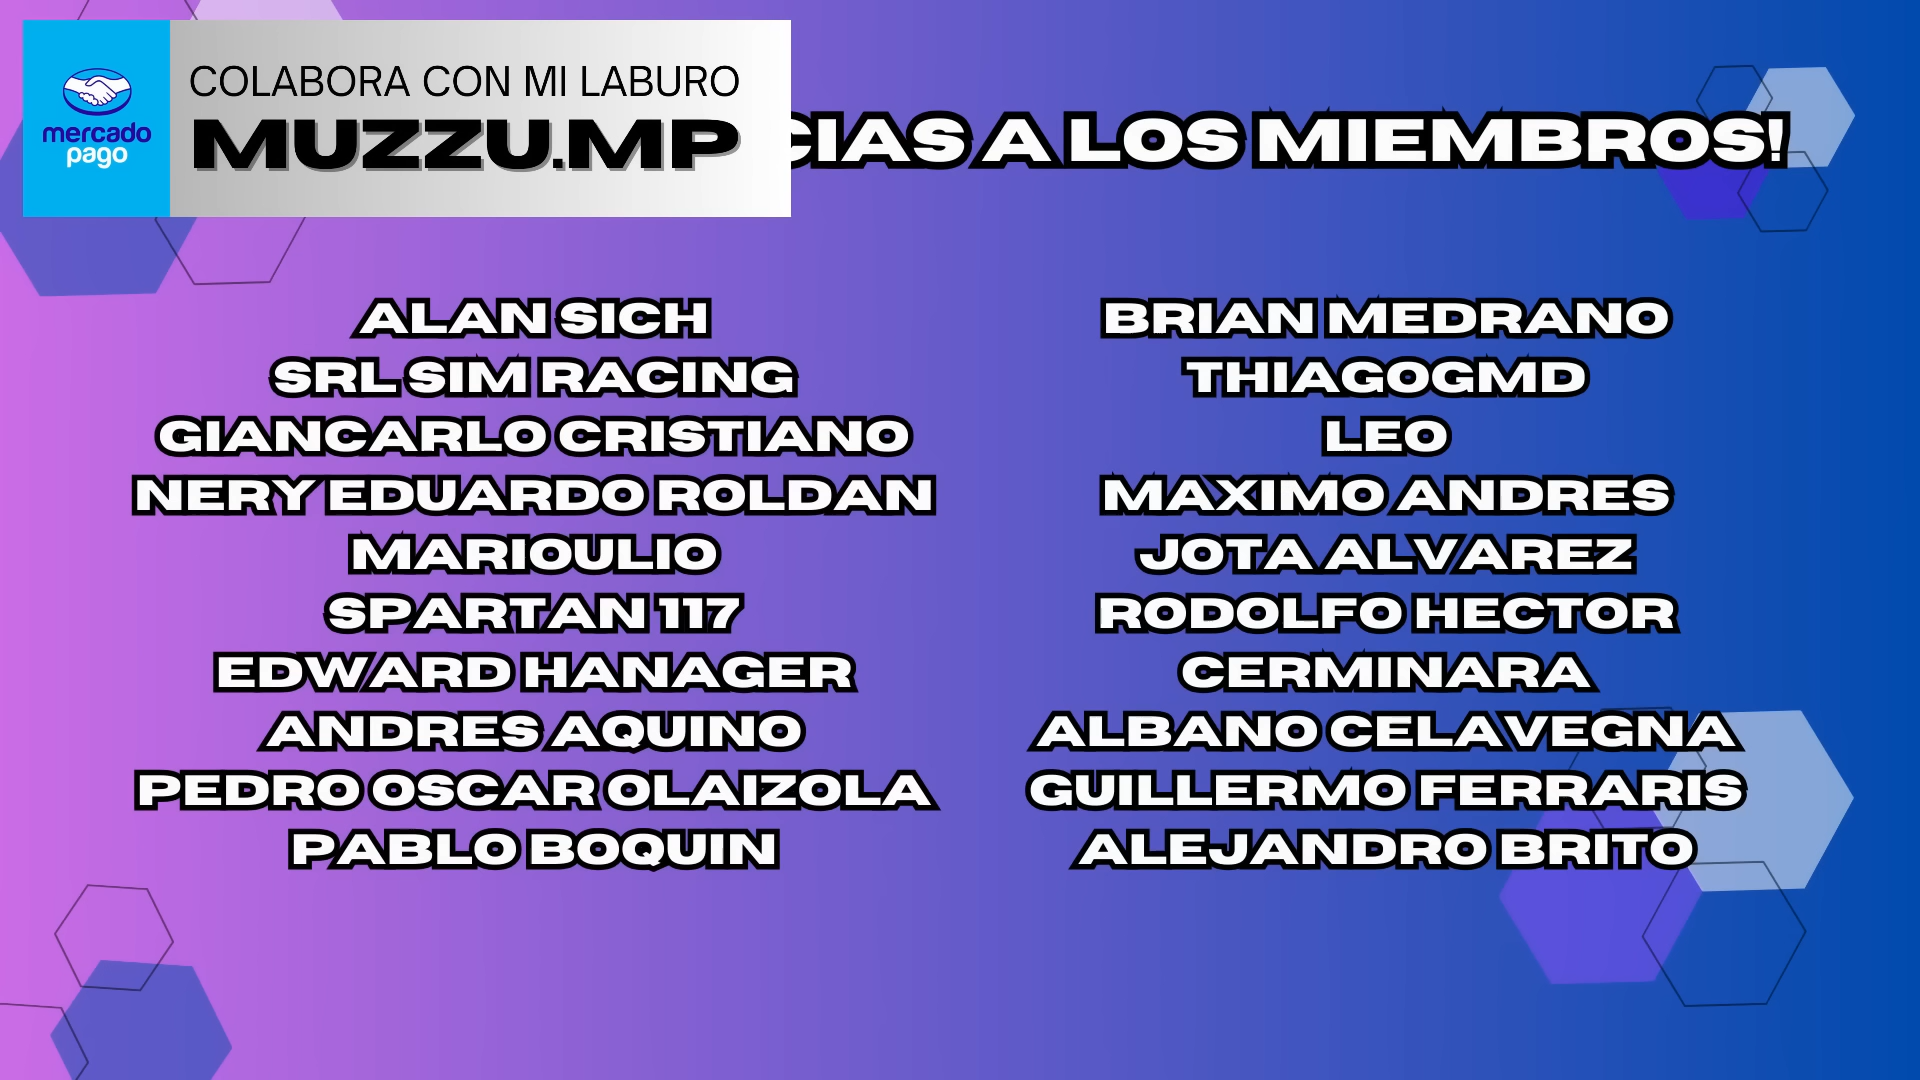 mercado
pago
COLABORA CON MI LABURO
MUZZU.MP
CIAS A LOS MIEMBROS!
ALAN SICH
SRL SIM RACING
GIANCARLO CRISTIANO
NERY EDUARDO ROLDAN
MARIOULIO
SPARTAN 117
EDWARD HANAGER
ANDRES AQUINO
PEDRO OSCAR OLAIZOLA
PABLO BOQUIN
BRIAN MEDRANO
THIAGOGMD
LEO
MAXIMO ANDRES
JOTA ALVAREZ
RODOLFO HECTOR
CERMINARA
ALBANO CELAVEGNA
GUILLERMO FERRARIS
ALEJANDRO BRITO